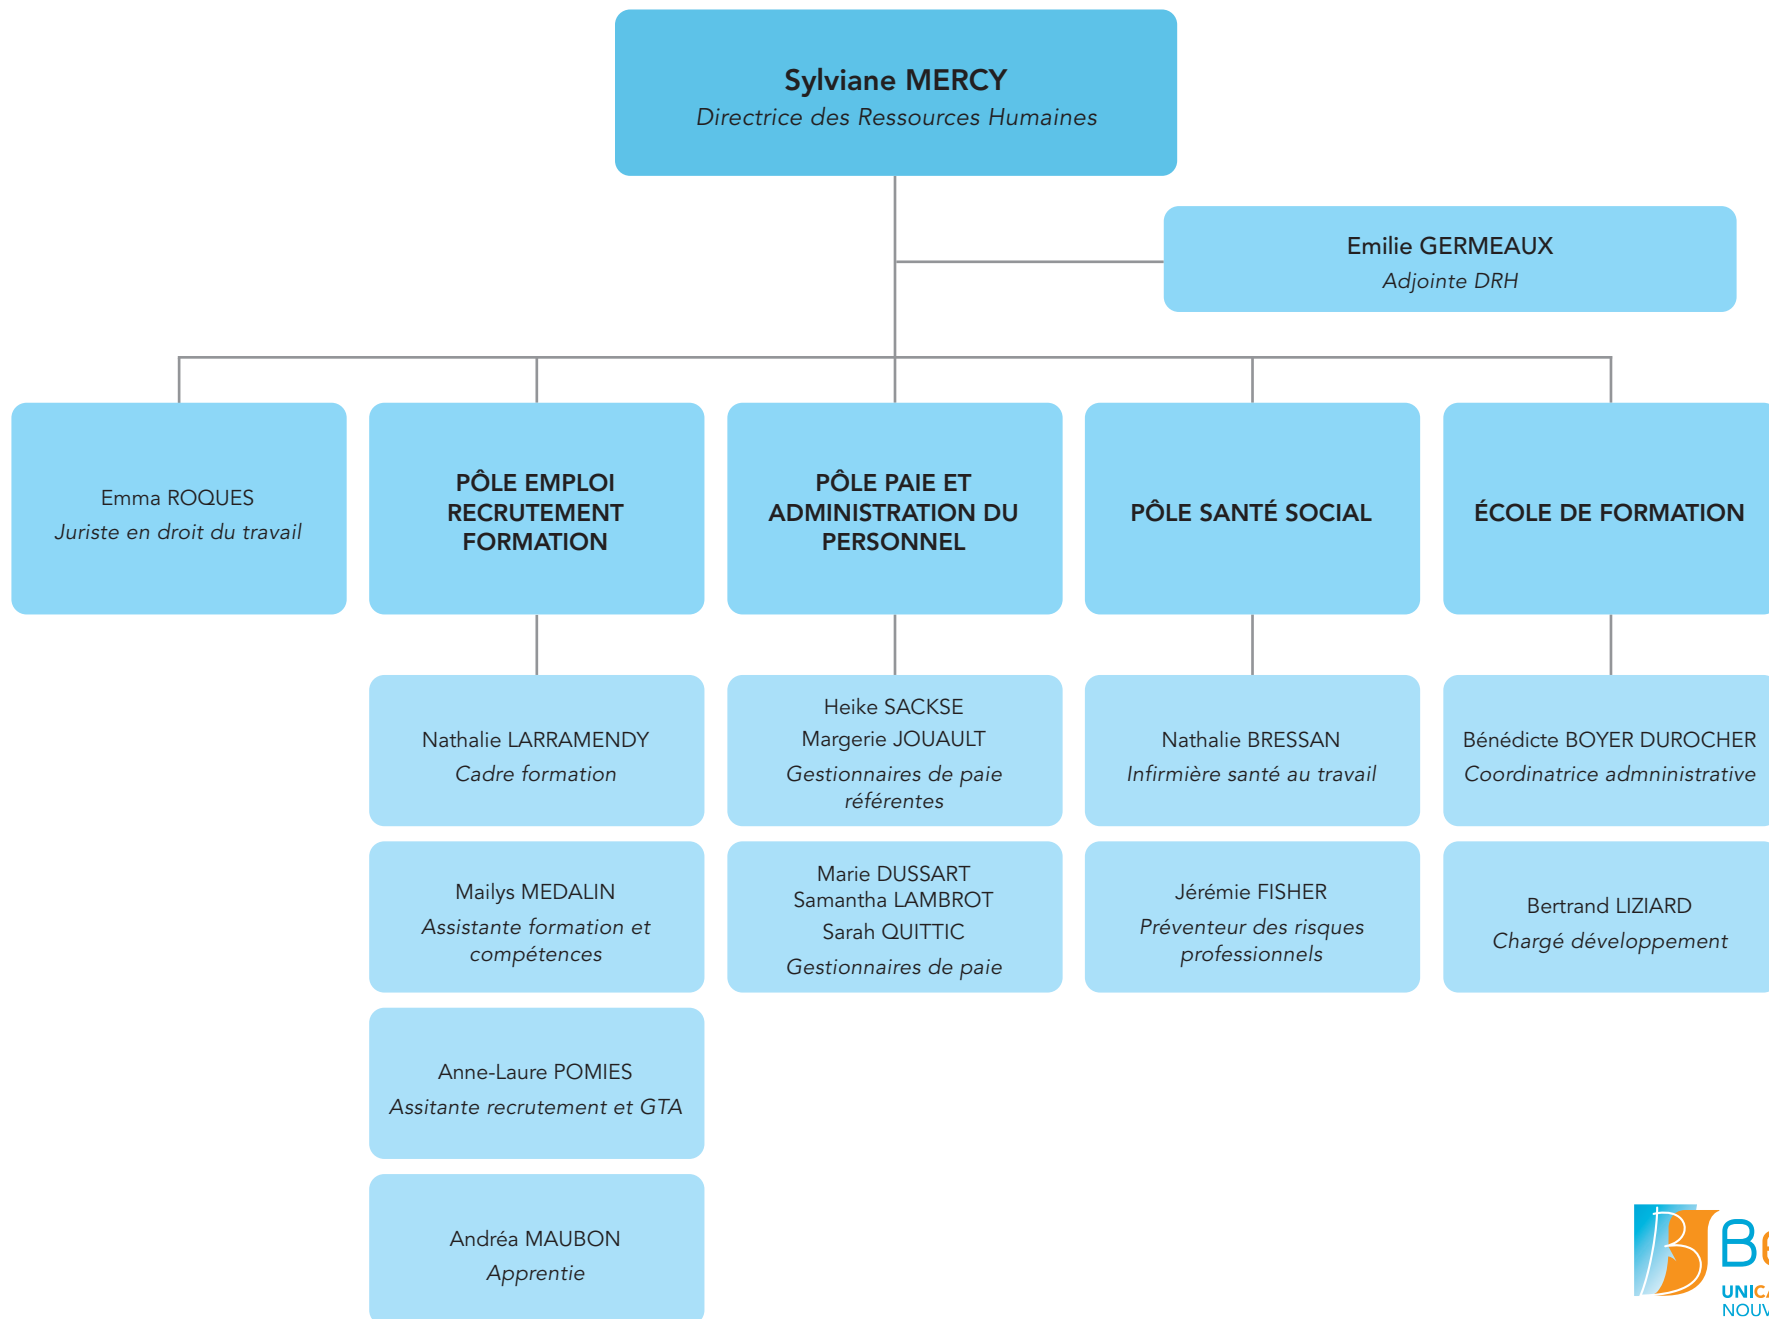 Sylviane MERCY
Directrice des Ressources Humaines
Emilie GERMEAUX
Adjointe DRH
Emma ROQUES
Juriste en droit du travail
PÔLE EMPLOI
RECRUTEMENT
FORMATION
PÔLE PAIE ET
ADMINISTRATION DU
PERSONNEL
PÔLE SANTÉ SOCIAL
ÉCOLE DE FORMATION
Nathalie LARRAMENDY
Cadre formation
Mailys MEDALIN
Assistante formation et
compétences
Anne-Laure POMIES
Assitante recrutement et GTA
Andréa MAUBON
Apprentie
Heike SACKSE
Margerie JOUAULT
Gestionnaires de paie
référentes
Marie DUSSART
Samantha LAMBROT
Sarah QUITTIC
Gestionnaires de paie
Nathalie BRESSAN
Infirmière santé au travail
Jérémie FISHER
Préventeur des risques
professionnels
Bénédicte BOYER DUROCHER
Coordinatrice admninistrative
Bertrand LIZIARD
Chargé développement
B